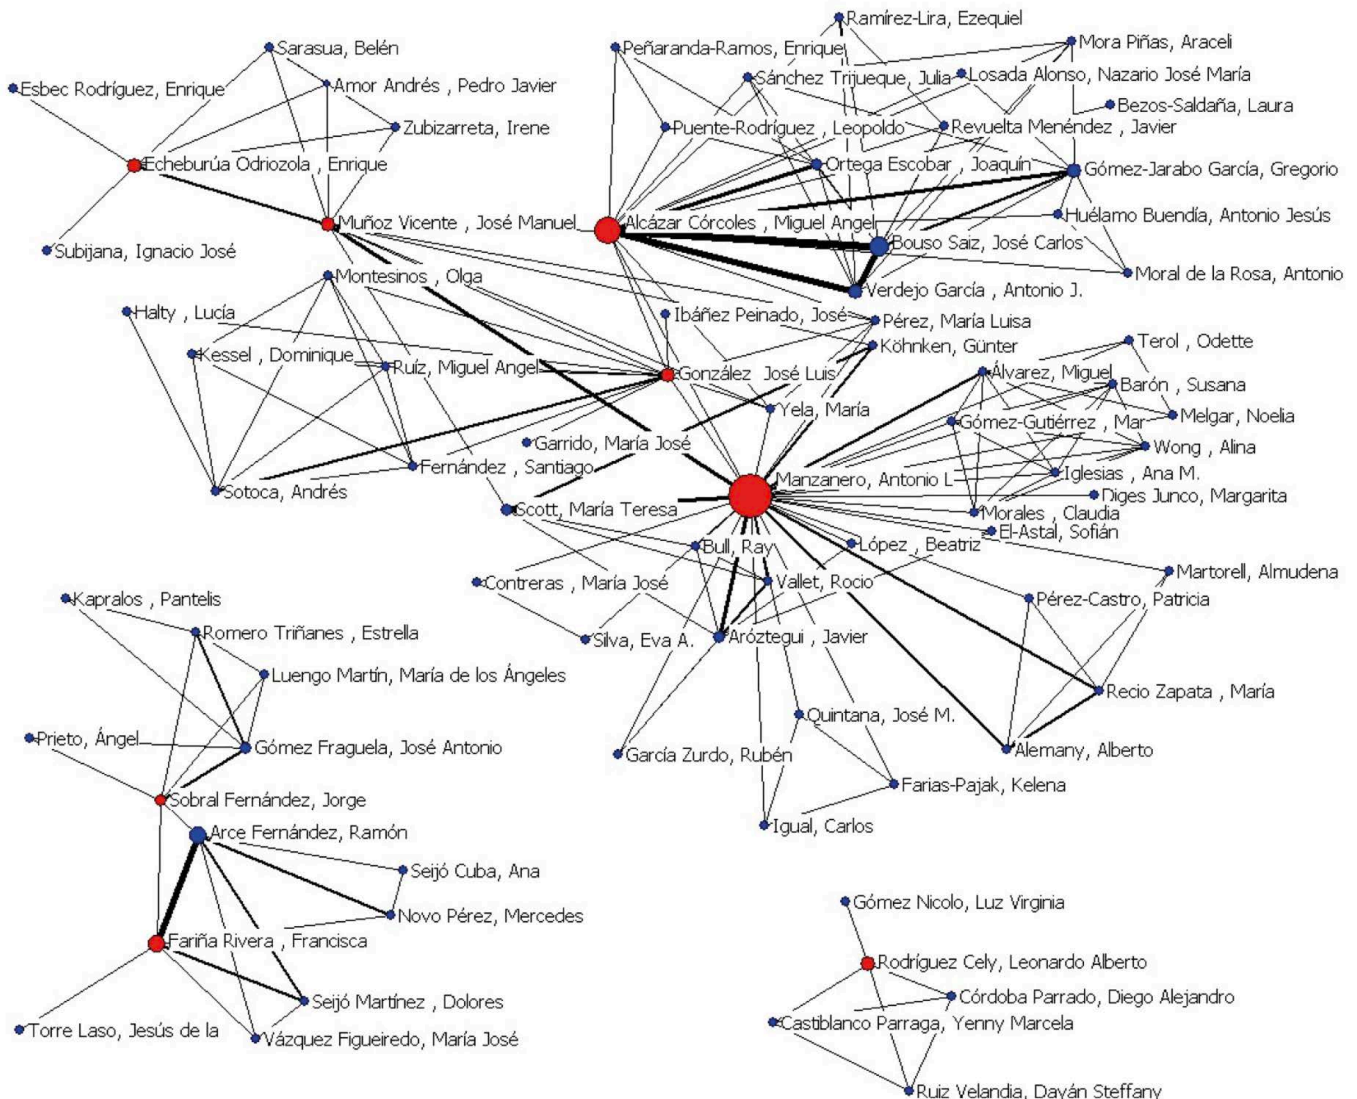 Ramírez-Lira, Ezequiel
Sarasua, Belén
Peñaranda-Ramos, Enrique
Mora Piñas, Araceli
Esbec Rodríguez, Enrique
Amor Andrés , Pedro Javier
Sánchez Trijueque, Julia
Losada Alonso, Nazario José María
Bezos-Saldaña, Laura
Zubizarreta, Irene
Puente-Rodríguez , Leopoldo
Revuelta Menéndez , Javier
Echeburúa Odriozola , Enrique
Ortega Escobar , Joaquín
Gómez-Jarabo García, Gregorio
Muñoz Vicente , José Manuel
Alcázar Córcoles , Miguel Angel
Huélamo Buendía, Antonio Jesús
Subijana, Ignacio José
Bouso Saiz, José Carlos
Montesinos , Olga
Moral de la Rosa, Antonio
Verdejo García , Antonio J.
Halty , Lucía
Ibáñez Peinado, José
Pérez, María Luisa
Terol , Odette
Kessel , Dominique
Ruíz, Miguel Angel
Köhnken, Günter
González José Luis
Álvarez, Miguel
Barón , Susana
Yela, María
Gómez-Gutiérrez, Mar
Melgar, Noelia
Garrido, María José
Wong , Alina
Fernández , Santiago
Manzanero, Antonio L
Iglesias , Ana M.
Sotoca, Andrés
Diges Junco, Margarita
Scott, María Teresa
Morales , Claudia
El-Astal, Sofián
Bull, Ray
López , Beatriz
Contreras , María José
Vallet, Rocio
Martorell, Almudena
Kapralos , Pantelis
Pérez-Castro, Patricia
Romero Triñanes , Estrella
Silva, Eva A.
Aróztegui , Javier
Luengo Martín, María de los Ángeles
Recio Zapata , María
Prieto, Ángel
Gómez Fraguela, José Antonio
Quintana, José M.
García Zurdo, Rubén
Alemany, Alberto
Sobral Fernández, Jorge
Farias-Pajak, Kelena
Arce Fernández, Ramón
Igual, Carlos
Seijó Cuba, Ana
Novo Pérez, Mercedes
Gómez Nicolo, Luz Virginia
Fariña Rivera , Francisca
Rodríguez Cely, Leonardo Alberto
Seijó Martínez , Dolores
Córdoba Parrado, Diego Alejandro
Torre Laso, Jesús de la
Vázquez Figueiredo, María José
Castiblanco Parraga, Yenny Marcela
Ruiz Velandia, Dayán Steffany